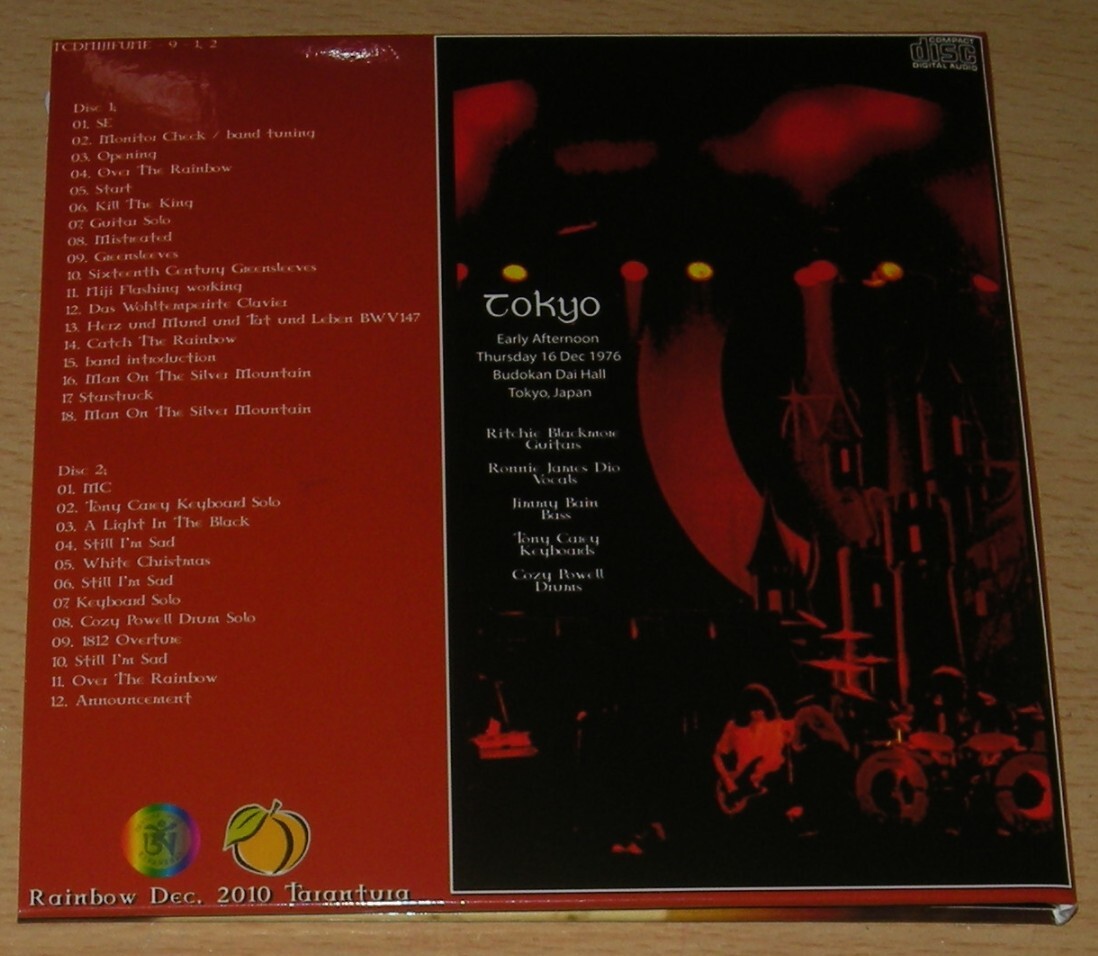 TCDNIJIFUNE - 9 - 1, 2
Disc 1;
01. SE
02. Monitor Check / band tuning
03. Opening
04. Over The Rainbow
05. Start
06. Kill The King
07 Guitar Solo
08. Mistreated
09. Greensleeves
10. Sixteenth Century Greensleeves
11. Niji Flashing working
12. Das Wohltemperirte Clavier
13. Herz und Mund und Tat und Leben BWV147
14. Catch The Rainbow
15. band introduction
16. Man On The Silver Mountain
17 Starstruck
18. Man On The Silver Mountain
Disc 2;
01. MC
02. Tony Carey Keyboard Solo
03. A Light In The Black
04. Still I'm Sad
05. White Christmas
06. Still I'm Sad
07 Keyboard Solo
08. Cozy Powell Drum Solo
09. 1812 Overture
10. Still I'm Sad
11. Over The Rainbow
12. Announcement
Rainbow Dec. 2010 Tarantura
COMPACT
disc
DIGITAL AUDIO
Tokyo
Early Afternoon
Thursday 16 Dec 1976
Budokan Dai Hall
Tokyo, Japan
Ritchie Blackmore
Guitars
Ronnie James Dio
Vocals
Jimmy Bain
Bass
Tony Carey
Keyboards
Cozy Powell
Drums